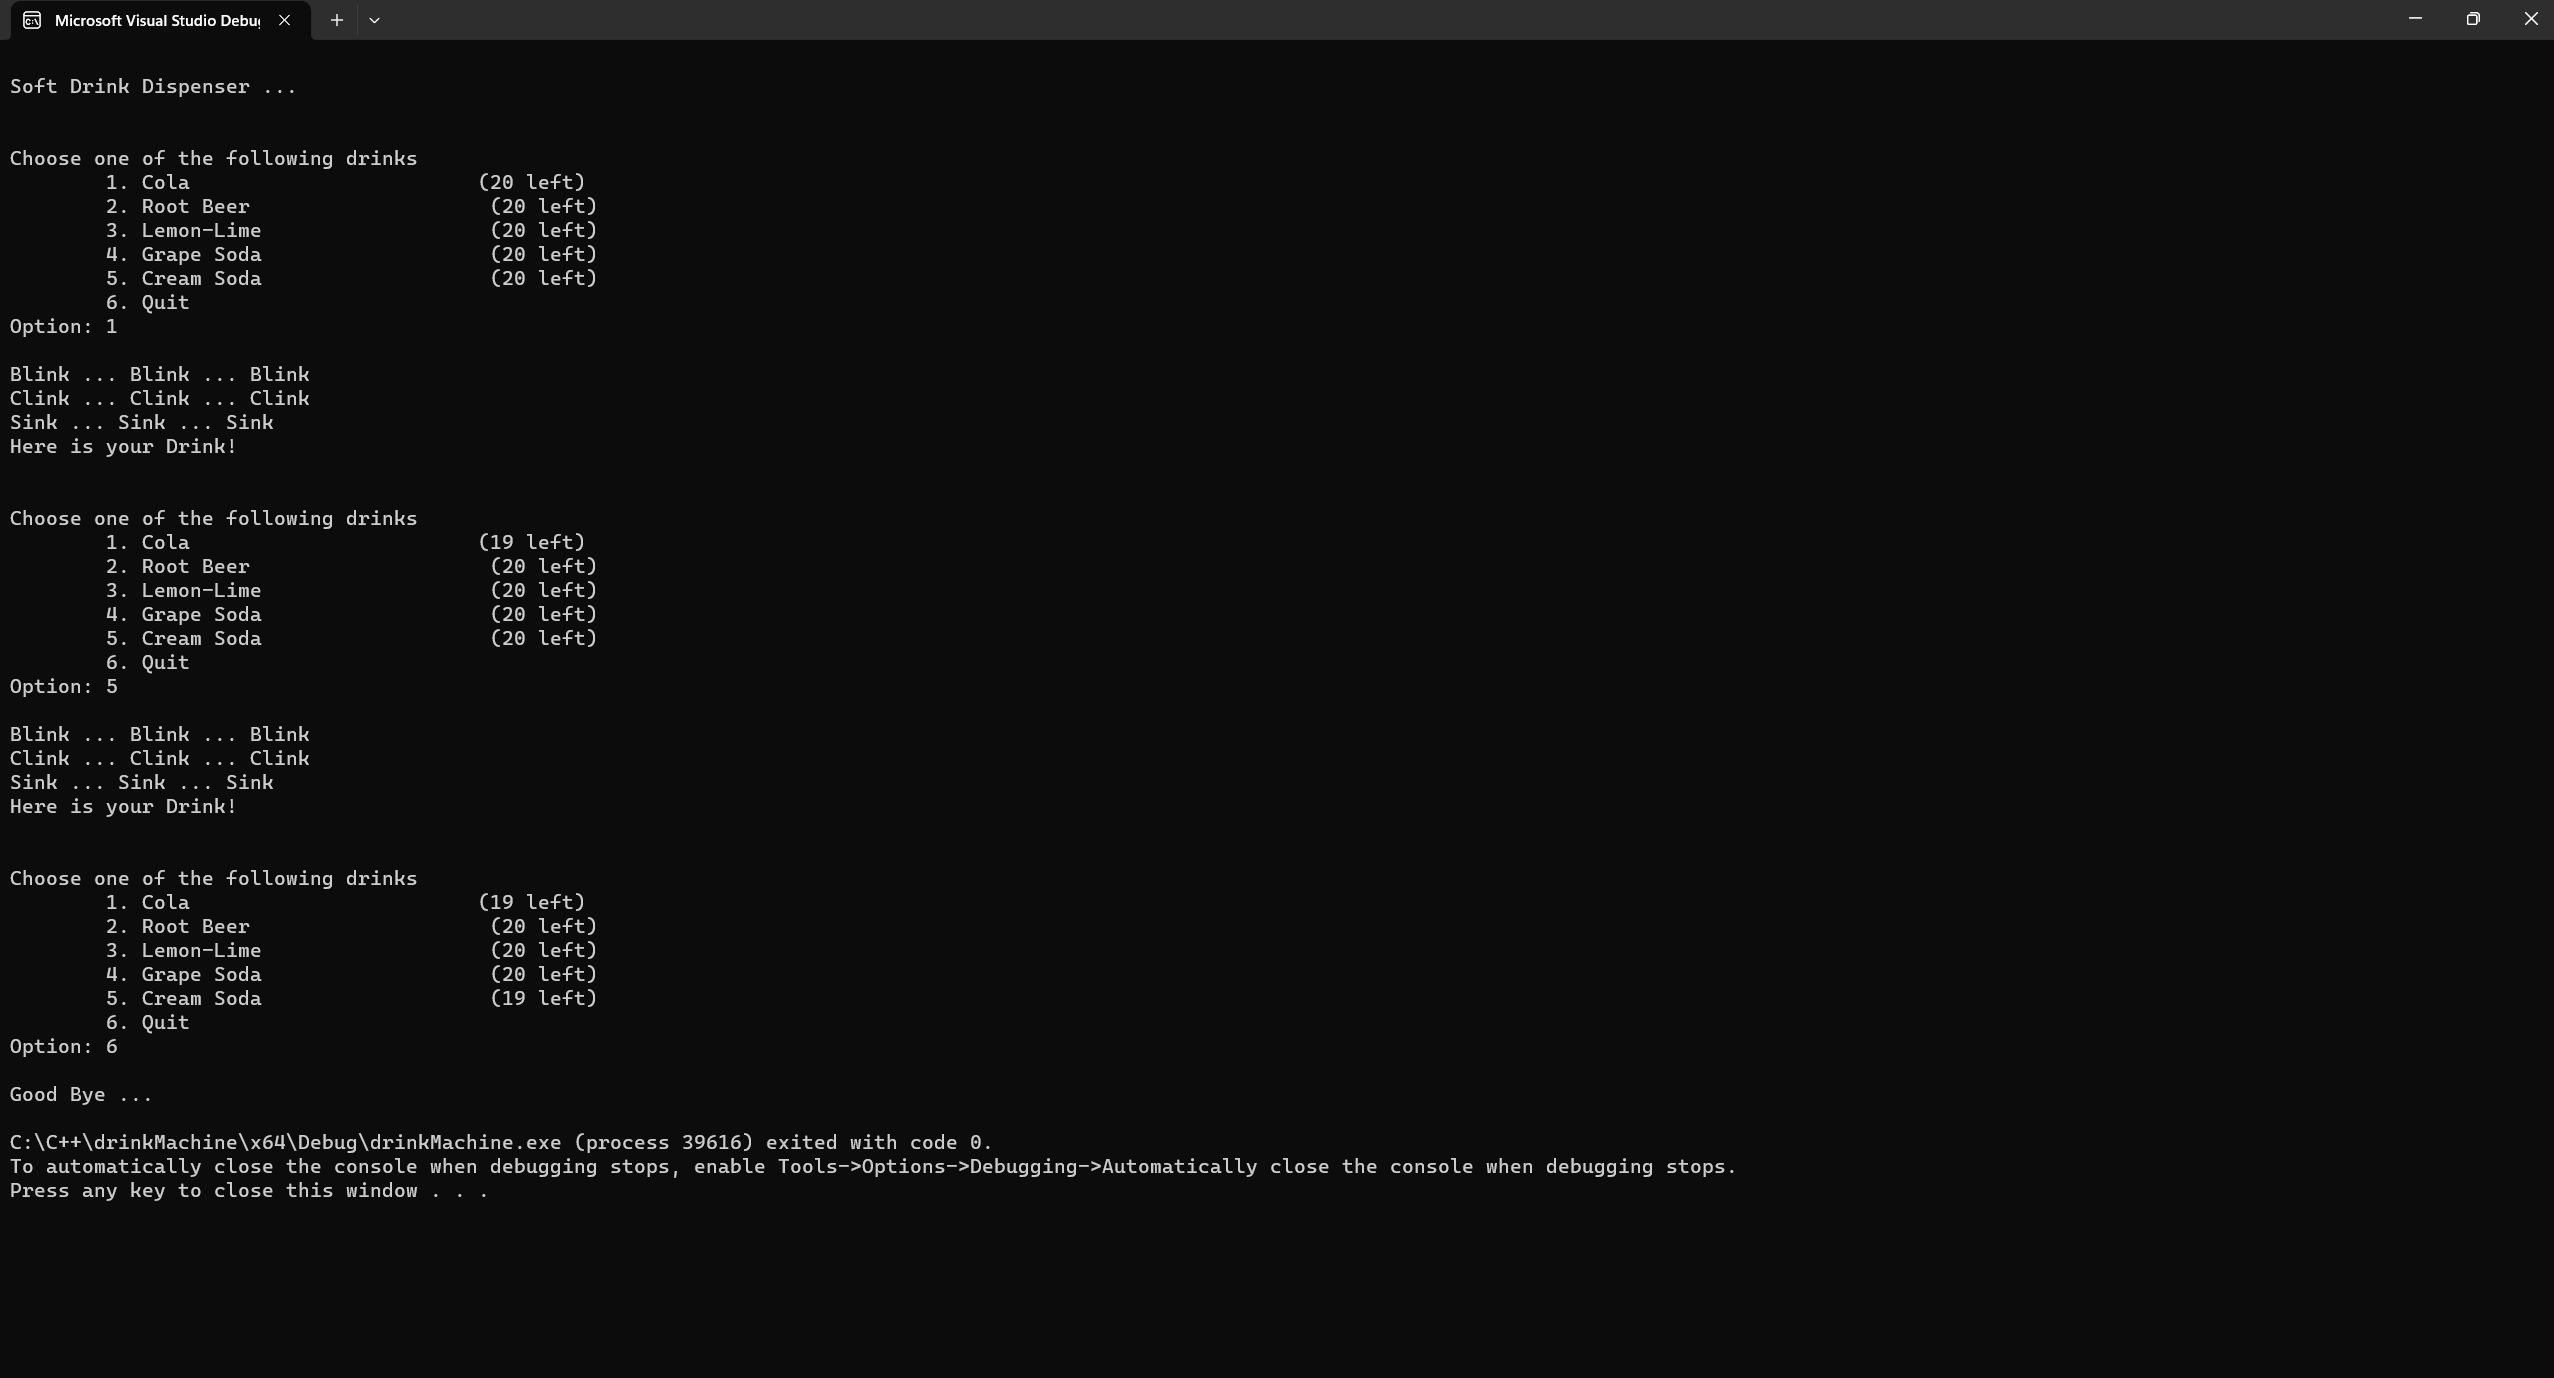 Microsoft Visual Studio Debug
Soft Drink Dispenser ...
Choose one of the following drinks
1. Cola (20 left)
2. Root Beer (20 left)
3. Lemon-Lime (20 left)
4. Grape Soda (20 left)
5. Cream Soda (20 left)
6. Quit
Option: 1
Blink ... Blink ... Blink
Clink ... Clink ... Clink
Sink ... Sink ... Sink
Here is your Drink!
Choose one of the following drinks
1. Cola (19 left)
2. Root Beer (20 left)
3. Lemon-Lime (20 left)
4. Grape Soda (20 left)
5. Cream Soda (20 left)
6. Quit
Option: 5
Blink ... Blink ... Blink
Clink ... Clink ... Clink
Sink ... Sink ... Sink
Here is your Drink!
Choose one of the following drinks
1. Cola (19 left)
2. Root Beer (20 left)
3. Lemon-Lime (20 left)
4. Grape Soda (20 left)
5. Cream Soda (19 left)
6. Quit
Option: 6
Good Bye ...
C:\C++\drinkMachine\x64\Debug\drinkMachine.exe (process 39616) exited with code 0.
To automatically close the console when debugging stops, enable Tools->Options->Debugging->Automatically close the console when debugging stops.
Press any key to close this window . . .